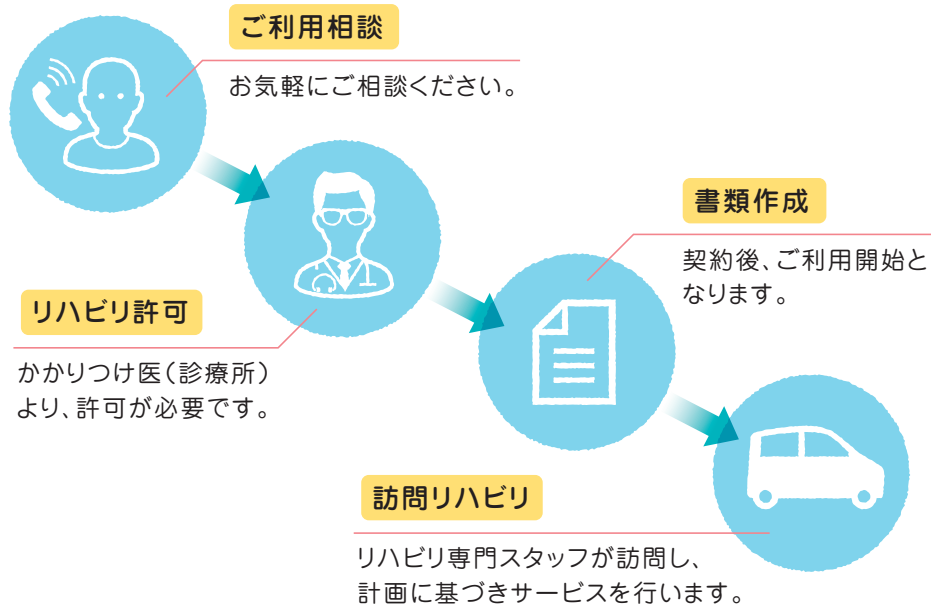 ご利用相談
お気軽にご相談ください。
リハビリ許可
かかりつけ医（診療所）
より、許可が必要です。
書類作成
契約後、ご利用開始と
なります。
訪問リハビリ
リハビリ専門スタッフが訪問し、
計画に基づきサービスを行います。